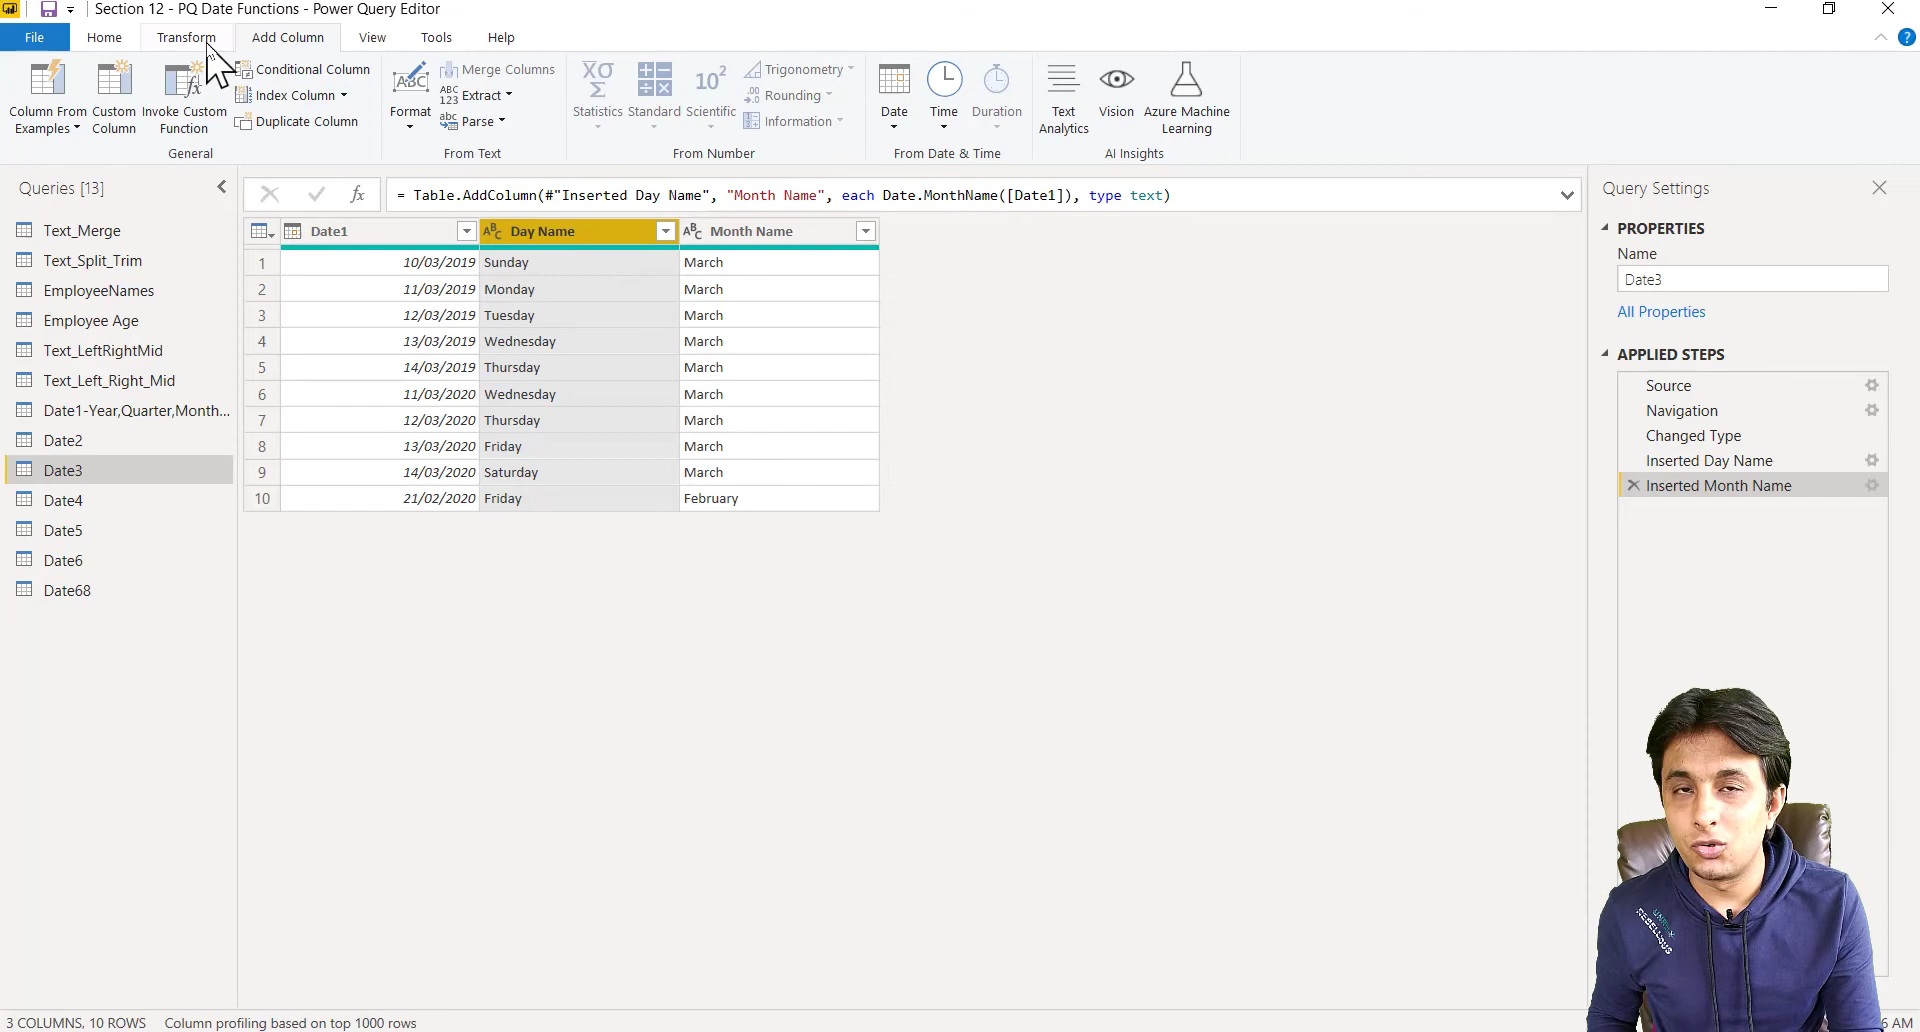 Section 12 - PQ Date Functions - Power Query Editor
File Home Transform Add Column View Tools Help
Column From Examples
Custom Column
Invoke Custom Function
Conditional Column
Index Column
Duplicate Column
General
Format
Merge Columns
Extract
Parse
From Text
Statistics
Standard
Scientific
Trigonometry
Rounding
Information
From Number
Date
Time
Duration
From Date & Time
Text Analytics
Vision
Azure Machine Learning
AI Insights
Queries [13]
Text_Merge
Text_Split_Trim
EmployeeNames
Employee Age
Text_LeftRightMid
Text_Left_Right_Mid
Date1-Year,Quarter,Month...
Date2
Date3
Date4
Date5
Date6
Date68
= Table.AddColumn(#"Inserted Day Name", "Month Name", each Date.MonthName([Date1]), type text)
Date1 Day Name Month Name
1 10/03/2019 Sunday March
2 11/03/2019 Monday March
3 12/03/2019 Tuesday March
4 13/03/2019 Wednesday March
5 14/03/2019 Thursday March
6 11/03/2020 Wednesday March
7 12/03/2020 Thursday March
8 13/03/2020 Friday March
9 14/03/2020 Saturday March
10 21/02/2020 Friday February
Query Settings
PROPERTIES
Name
Date3
All Properties
APPLIED STEPS
Source
Navigation
Changed Type
Inserted Day Name
Inserted Month Name
REBELLIOUS
3 COLUMNS, 10 ROWS Column profiling based on top 1000 rows
6 AM